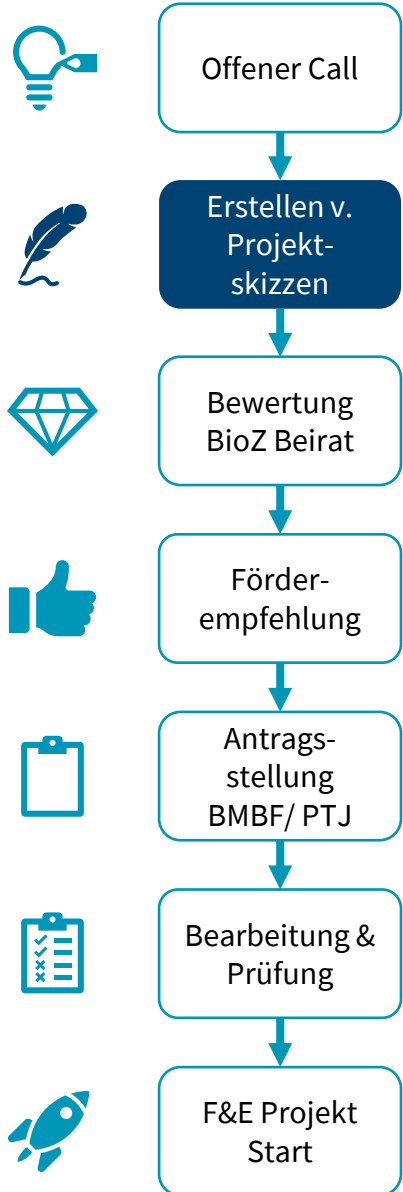 Offener Call
Erstellen v.
Projekt-
skizzen
Bewertung
BioZ Beirat
Förder-
empfehlung
Antrags-
stellung
BMBF/ PTJ
Bearbeitung &
Prüfung
F&E Projekt
Start